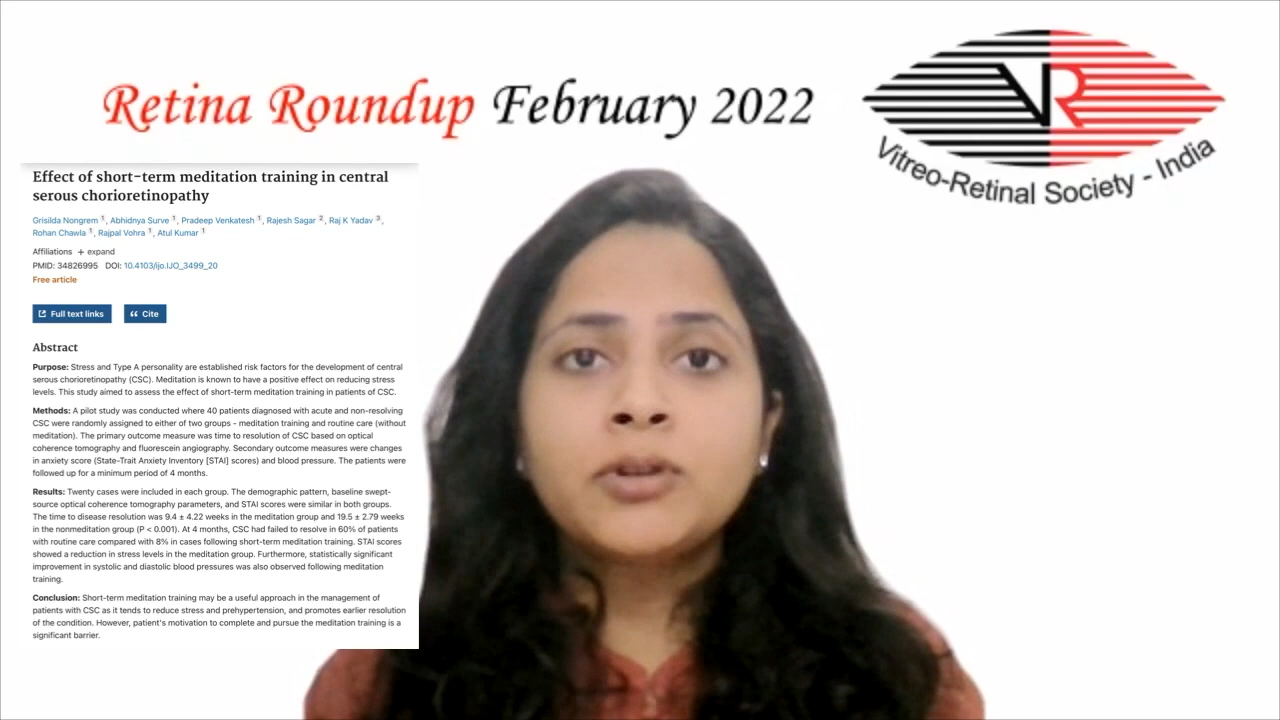 Retina Roundup February 2022
VR
Vitreo-Retinal Society - India
Effect of short-term meditation training in central
serous chorioretinopathy
Grisilda Nongrem 1, Abhidnya Surve 1, Pradeep Venkatesh 1, Rajesh Sagar 2, Raj K Yadav 3,
Rohan Chawla 1, Rajpal Vohra 1, Atul Kumar 1
Affiliations + expand
PMID: 34826995 DOI: 10.4103/ijo.IJO_3499_20
Free article
Full text links “ Cite
Abstract
Purpose: Stress and Type A personality are established risk factors for the development of central
serous chorioretinopathy (CSC). Meditation is known to have a positive effect on reducing stress
levels. This study aimed to assess the effect of short-term meditation training in patients of CSC.
Methods: A pilot study was conducted where 40 patients diagnosed with acute and non-resolving
CSC were randomly assigned to either of two groups - meditation training and routine care (without
meditation). The primary outcome measure was time to resolution of CSC based on optical
coherence tomography and fluorescein angiography. Secondary outcome measures were changes
in anxiety score (State-Trait Anxiety Inventory [STAI] scores) and blood pressure. The patients were
followed up for a minimum period of 4 months.
Results: Twenty cases were included in each group. The demographic pattern, baseline swept-
source optical coherence tomography parameters, and STAI scores were similar in both groups.
The time to disease resolution was 9.4 ± 4.22 weeks in the meditation group and 19.5 ± 2.79 weeks
in the nonmeditation group (P < 0.001). At 4 months, CSC had failed to resolve in 60% of patients
with routine care compared with 8% in cases following short-term meditation training. STAI scores
showed a reduction in stress levels in the meditation group. Furthermore, statistically significant
improvement in systolic and diastolic blood pressures was also observed following meditation
training.
Conclusion: Short-term meditation training may be a useful approach in the management of
patients with CSC as it tends to reduce stress and prehypertension, and promotes earlier resolution
of the condition. However, patient's motivation to complete and pursue the meditation training is a
significant barrier.